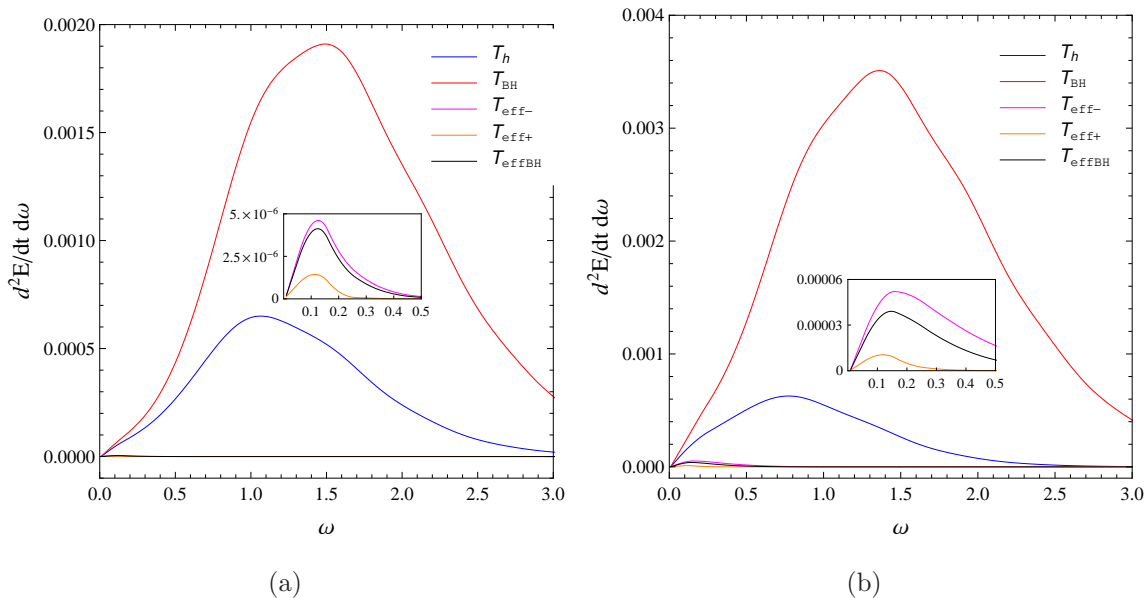 0.0020
0.0015
0.0010
0.0005
0.0000
d²E/dt dω
0.0 0.5 1.0 1.5 2.0 2.5 3.0
ω
T_h
T_BH
T_eff−
T_eff+
T_effBH
5.×10⁻⁶
2.5×10⁻⁶
0
0.1 0.2 0.3 0.4 0.5
(a)
0.004
0.003
0.002
0.001
0.000
d²E/dt dω
0.0 0.5 1.0 1.5 2.0 2.5 3.0
ω
T_h
T_BH
T_eff−
T_eff+
T_effBH
0.00006
0.00003
0
0.1 0.2 0.3 0.4 0.5
(b)